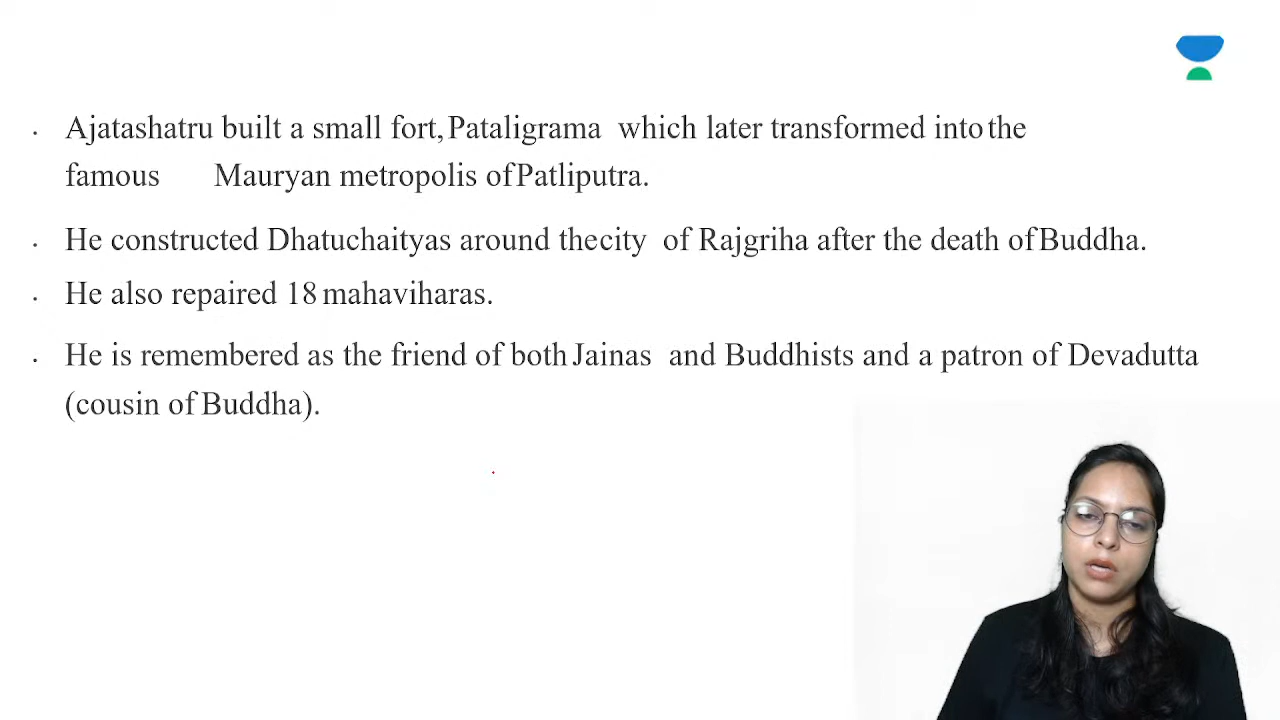 Ajatashatru built a small fort, Pataligrama which later transformed into the
famous Mauryan metropolis of Patliputra.
He constructed Dhatuchaityas around thecity of Rajgriha after the death of Buddha.
He also repaired 18 mahaviharas.
He is remembered as the friend of both Jainas and Buddhists and a patron of Devadutta
(cousin of Buddha).